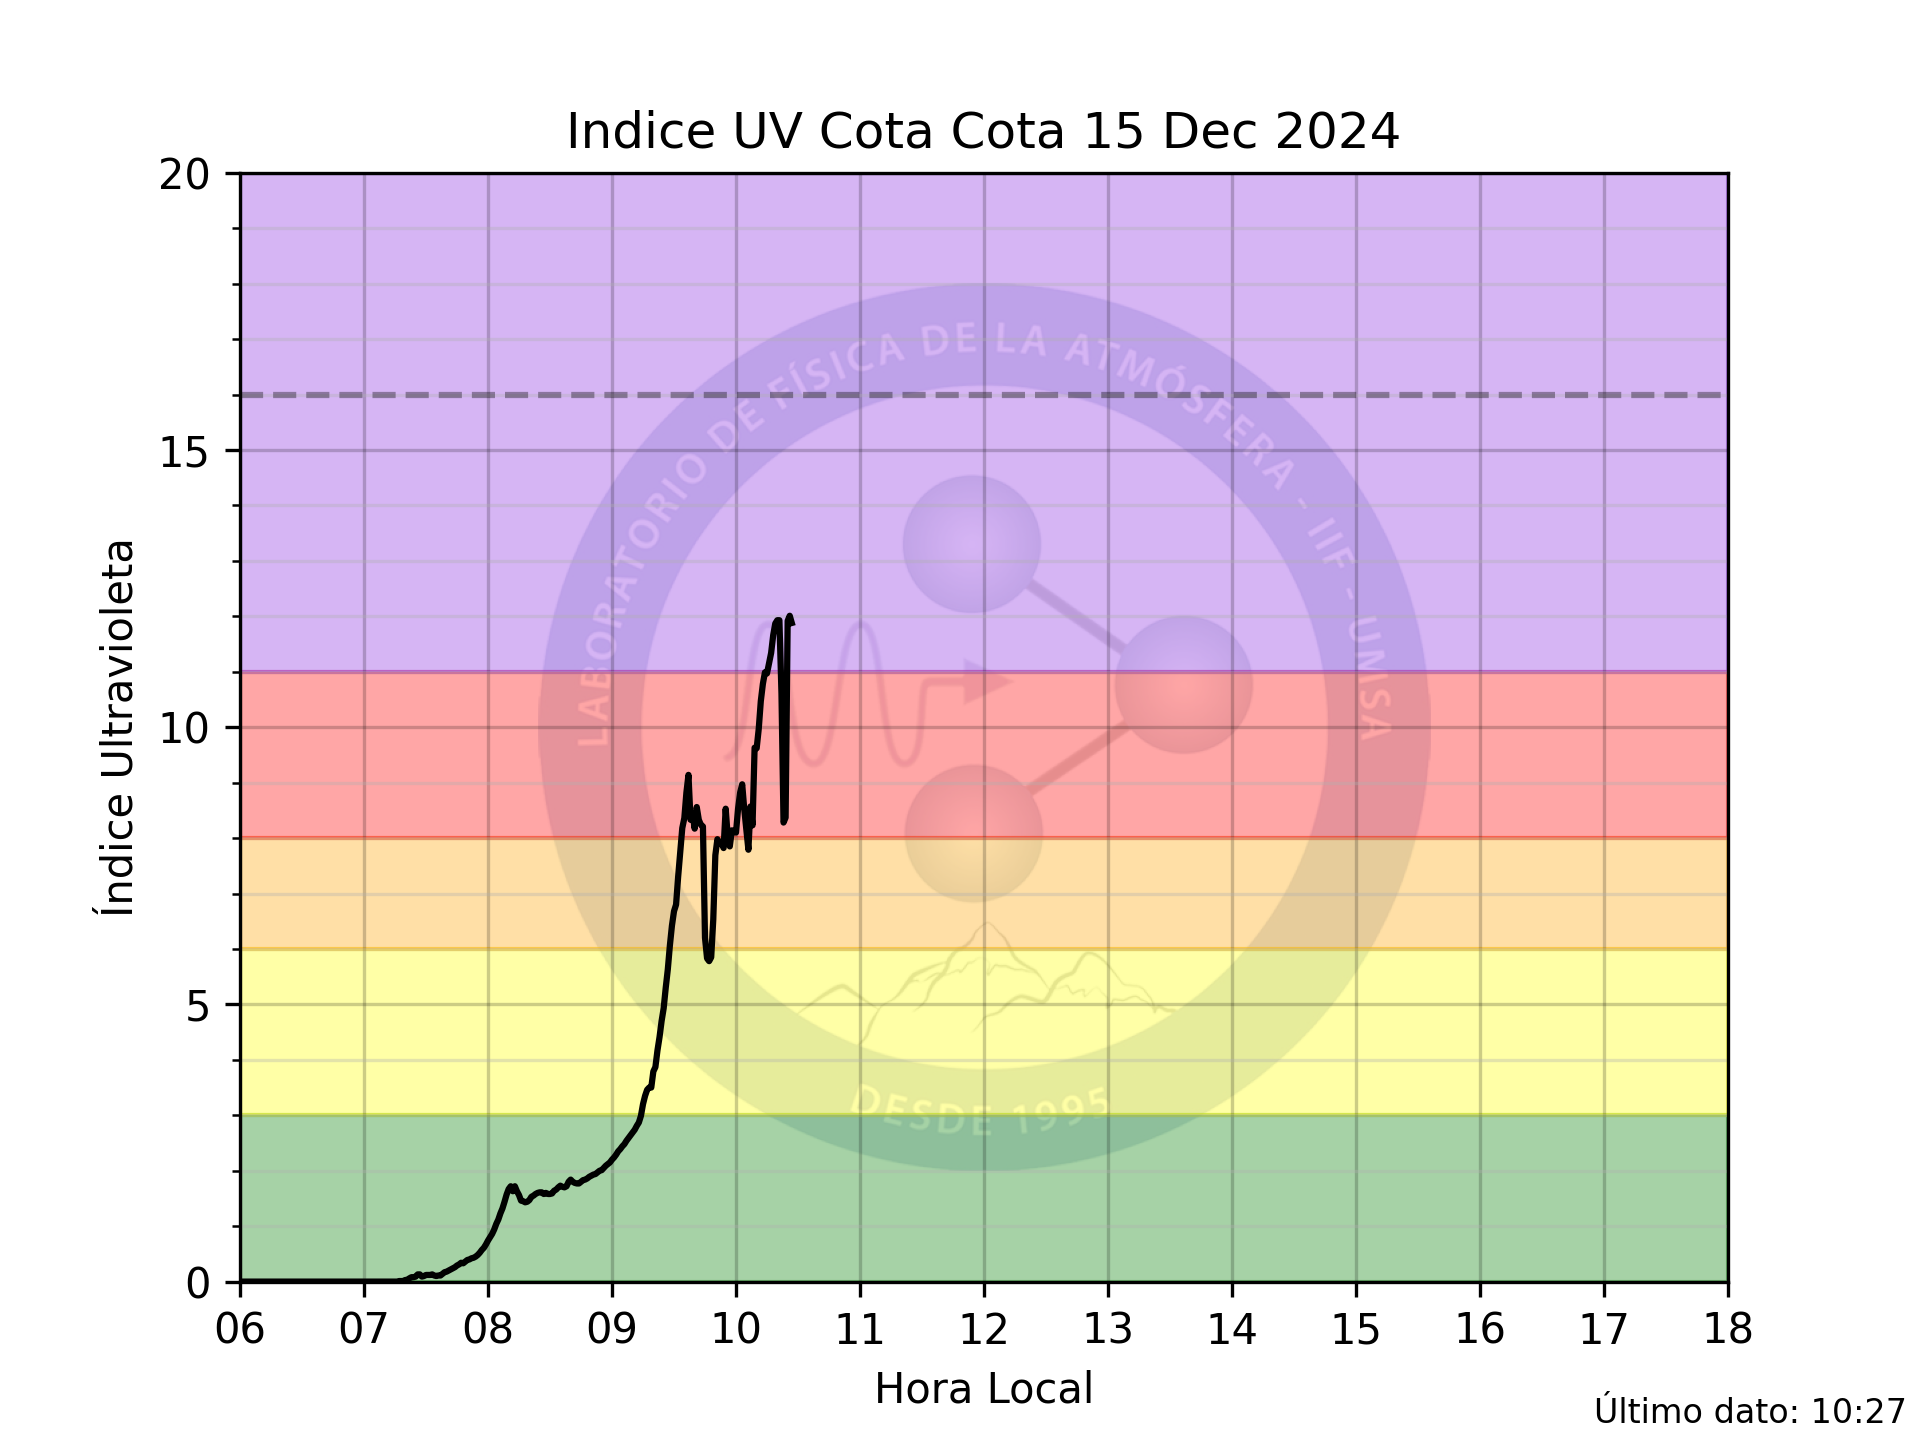 Indice UV Cota Cota 15 Dec 2024
20
15
10
5
0
Índice Ultravioleta
LABORATORIO DE FÍSICA DE LA ATMÓSFERA - IIF - UMSA
DESDE 1995
06 07 08 09 10 11 12 13 14 15 16 17 18
Hora Local
Último dato: 10:27